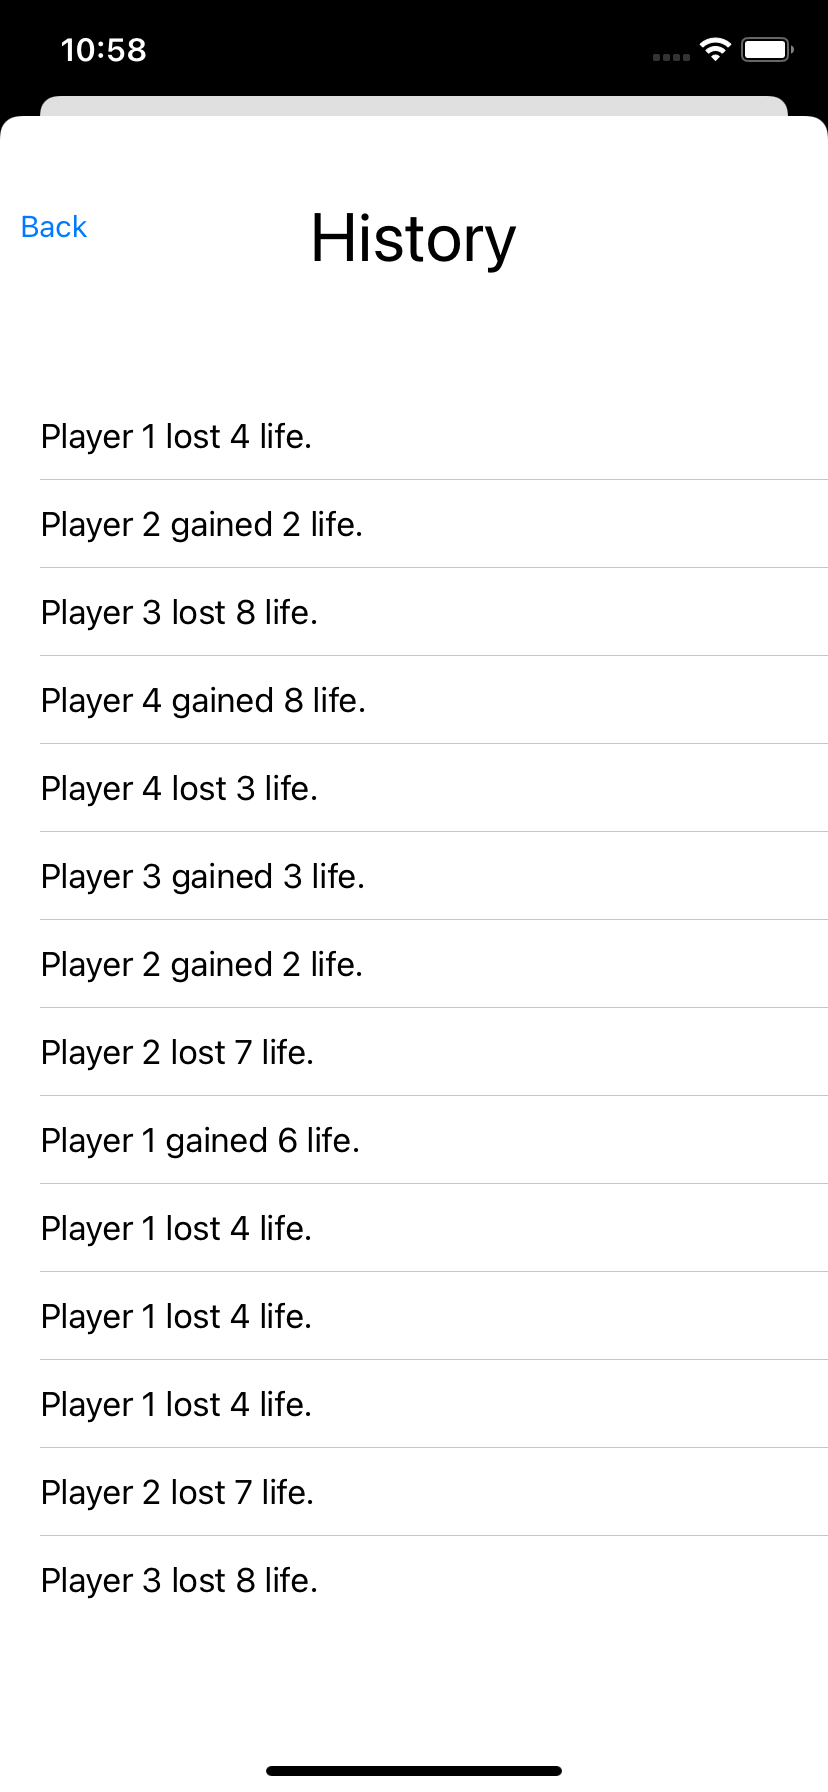 10:58
Back
History
Player 1 lost 4 life.
Player 2 gained 2 life.
Player 3 lost 8 life.
Player 4 gained 8 life.
Player 4 lost 3 life.
Player 3 gained 3 life.
Player 2 gained 2 life.
Player 2 lost 7 life.
Player 1 gained 6 life.
Player 1 lost 4 life.
Player 1 lost 4 life.
Player 1 lost 4 life.
Player 2 lost 7 life.
Player 3 lost 8 life.